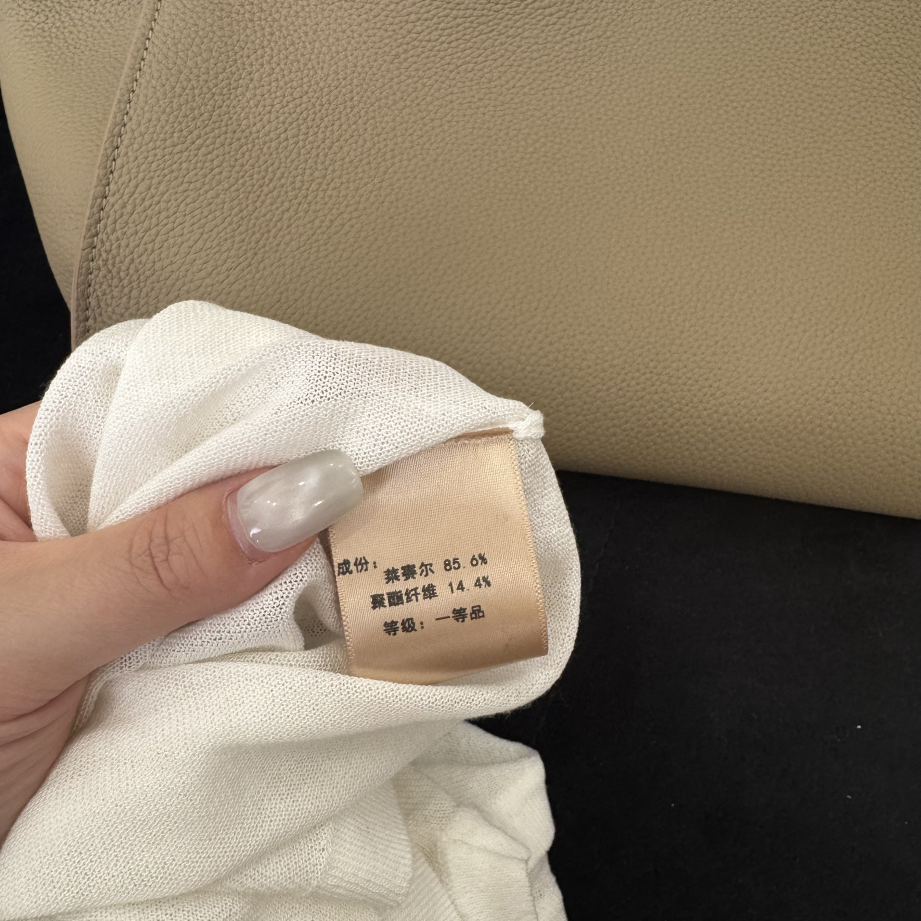 成份：莱赛尔 85.6%
聚酯纤维 14.4%
等级：一等品